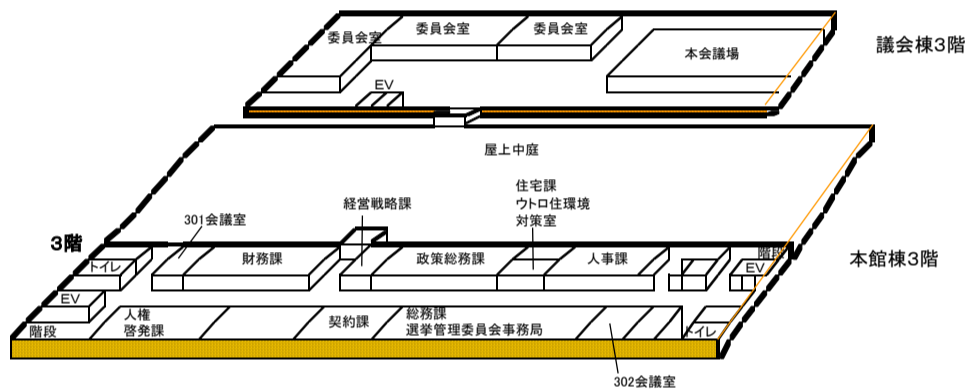 委員会室
委員会室
委員会室
本会議場
議会棟3階
EV
屋上中庭
住宅課
ウトロ住環境
対策室
経営戦略課
301会議室
3階
トイレ
財務課
政策総務課
人事課
階段
EV
本館棟3階
EV
階段
人権
啓発課
契約課
総務課
選挙管理委員会事務局
トイレ
302会議室